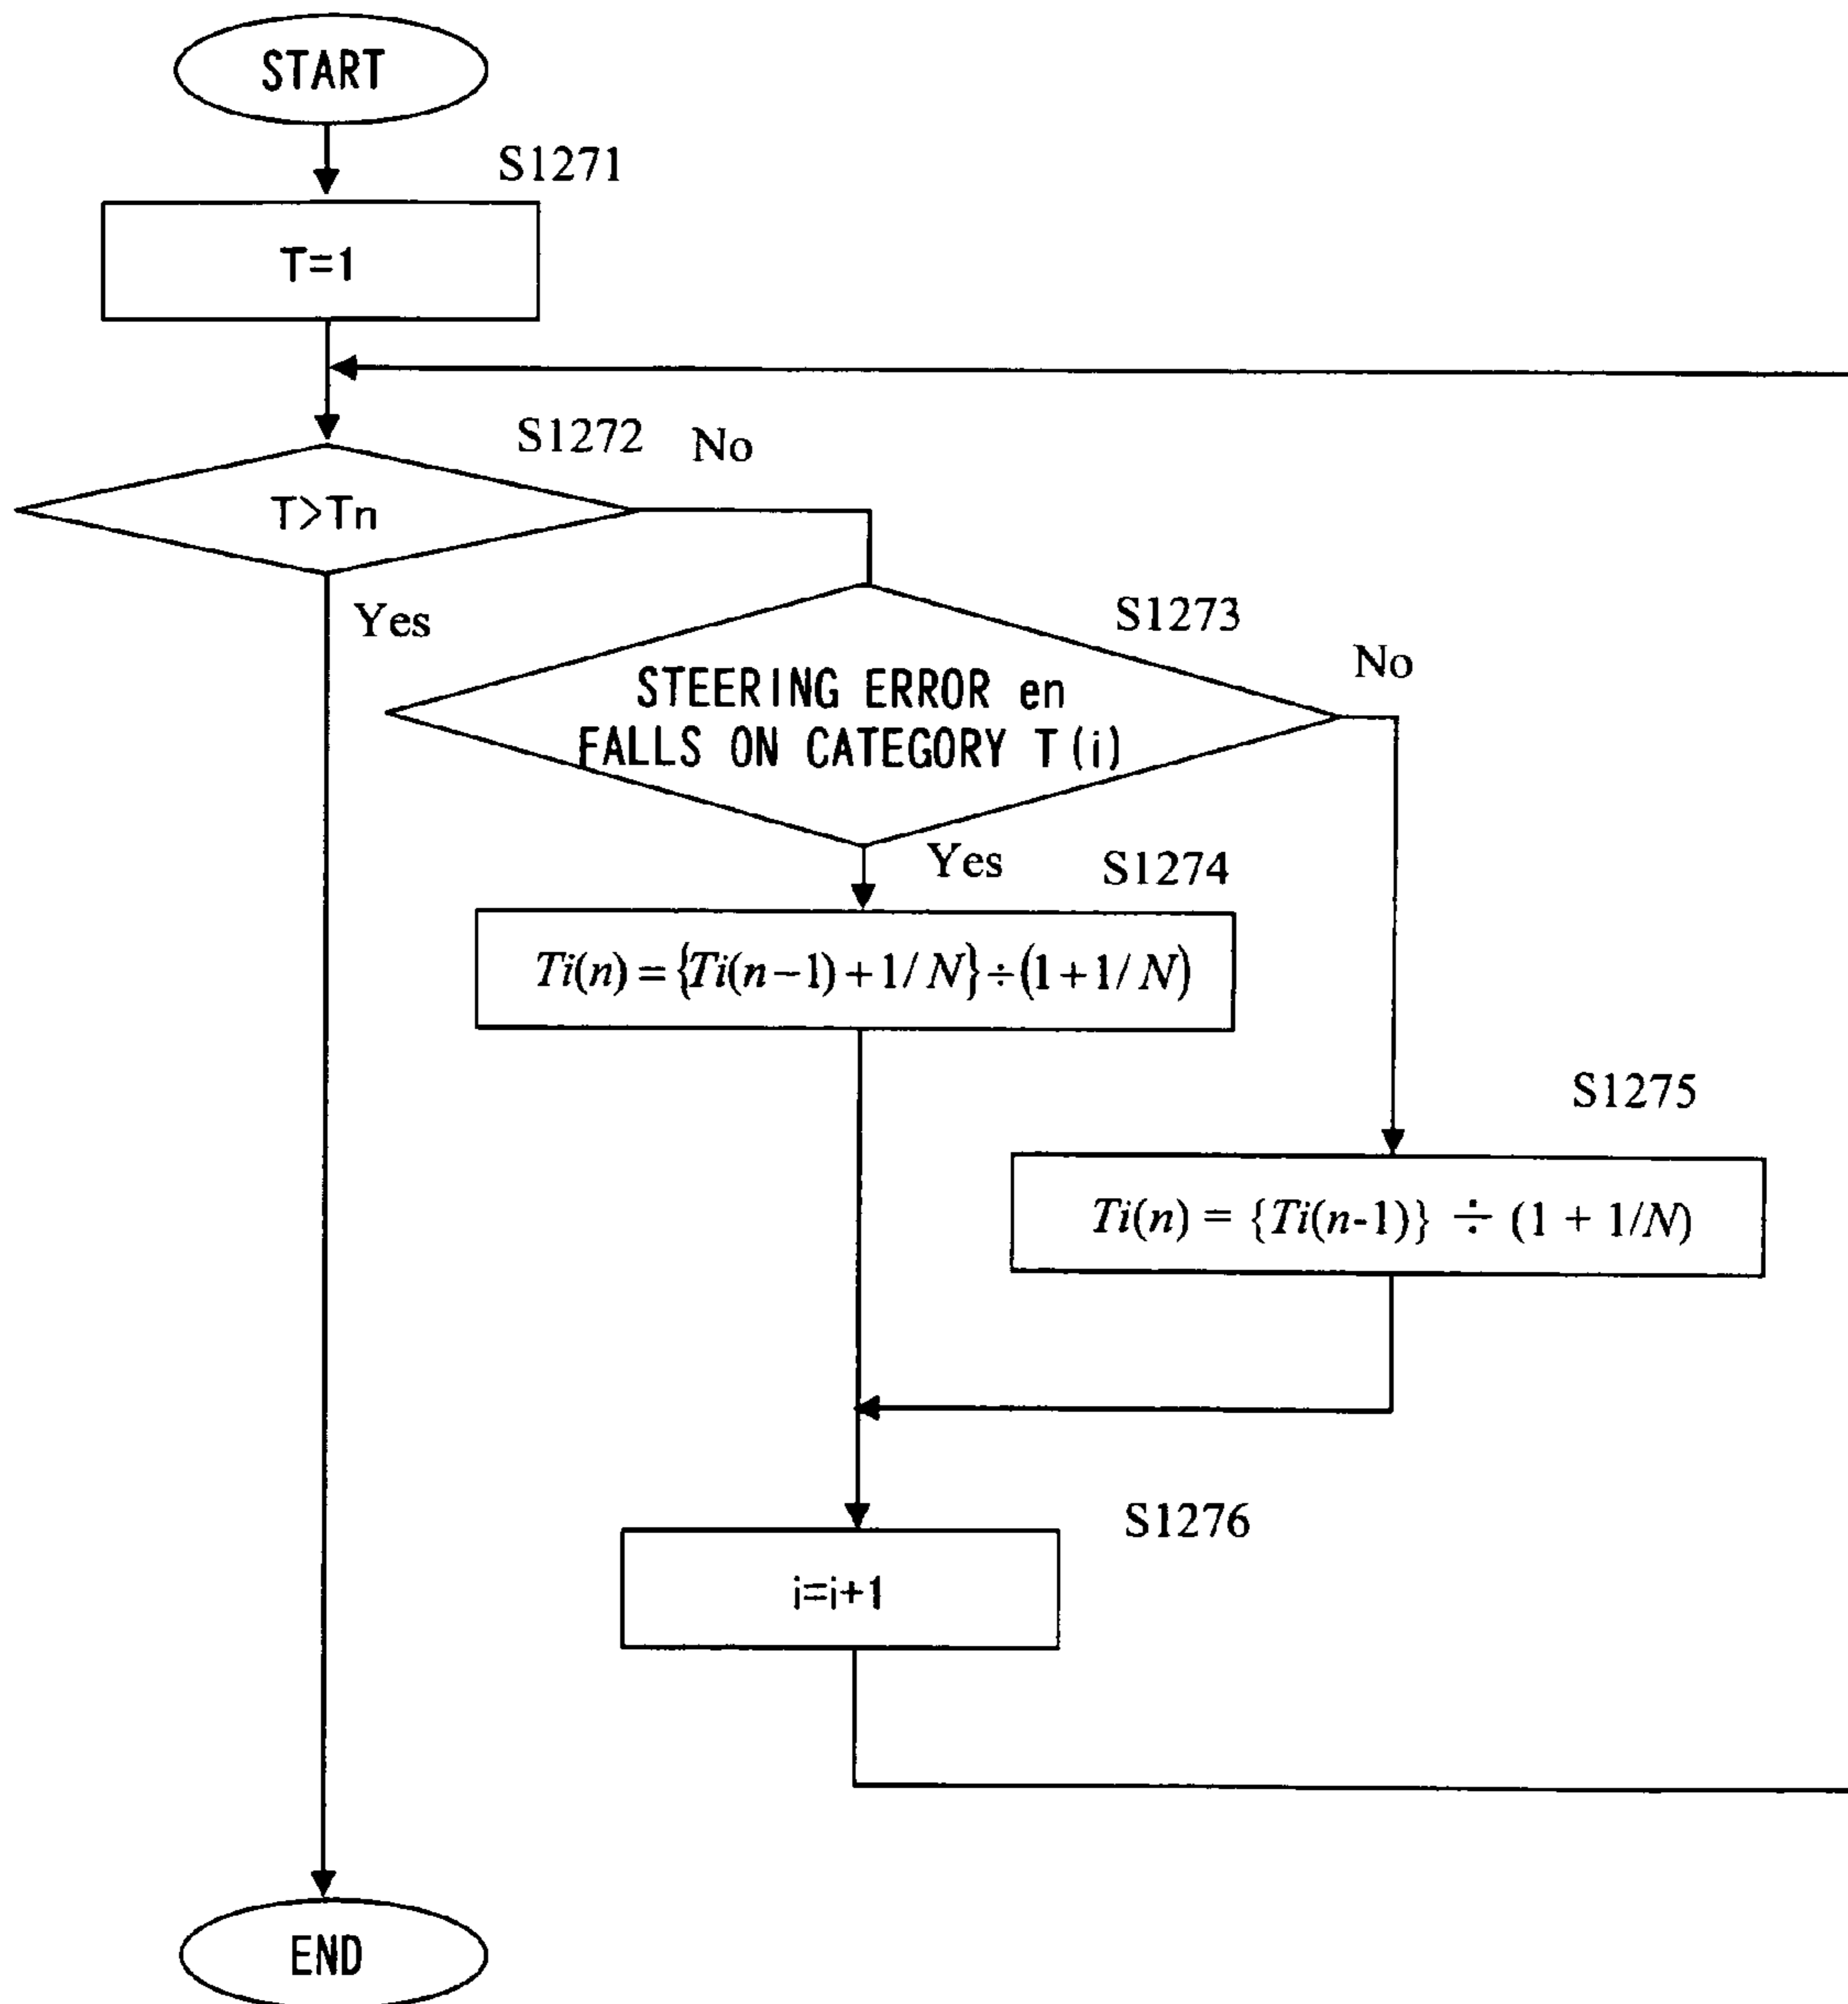 START
S1271
T=1
S1272
No
T>Tn
Yes
S1273
No
STEERING ERROR en
FALLS ON CATEGORY T(i)
Yes
S1274
Ti(n)={Ti(n−1)+1/N}÷(1+1/N)
S1275
Ti(n) = {Ti(n-1)} ÷ (1 + 1/N)
S1276
i=i+1
END